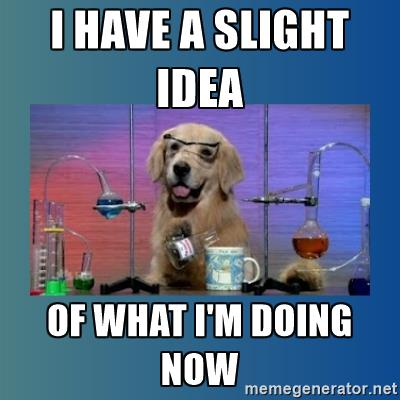 I HAVE A SLIGHT
IDEA
OF WHAT I'M DOING
NOW
memegenerator.net